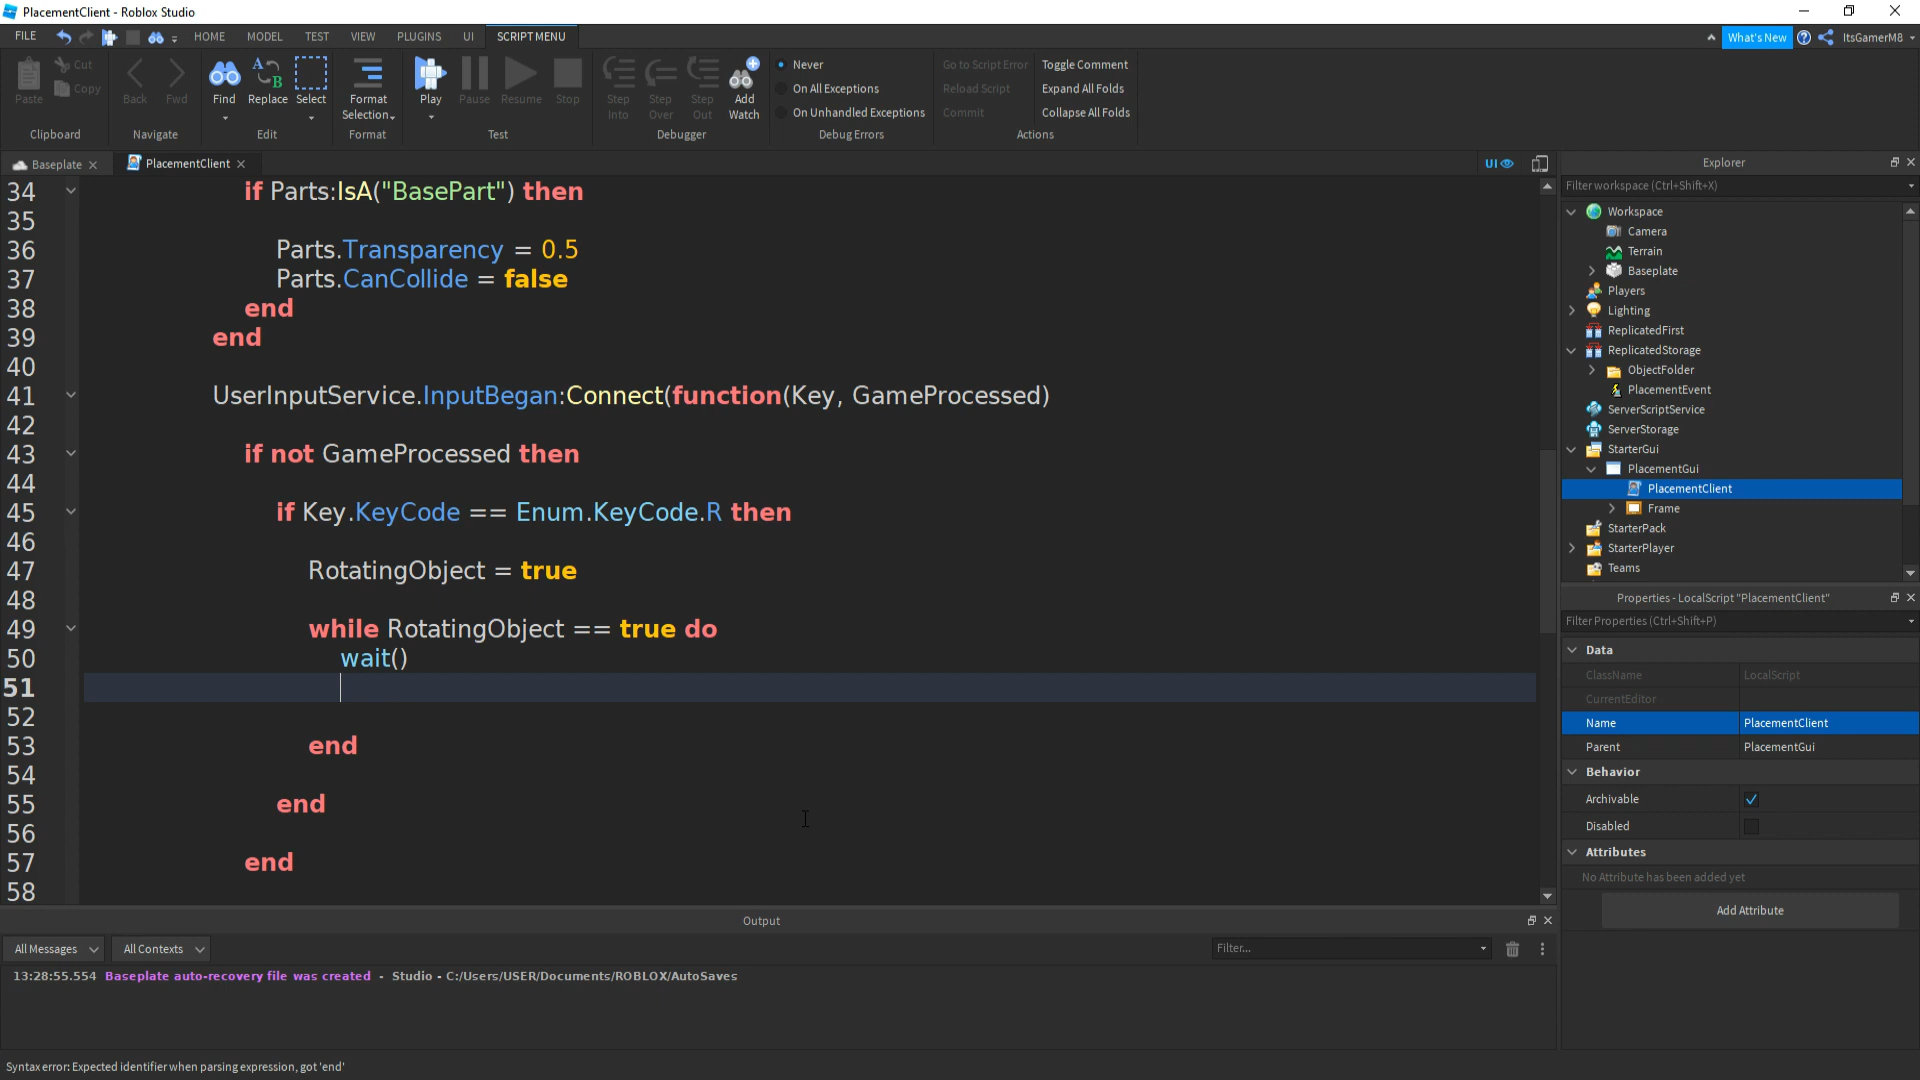 PlacementClient - Roblox Studio
FILE HOME MODEL TEST VIEW PLUGINS UI SCRIPT MENU What's New ItsGamerM8
Paste Cut Copy
Clipboard
Back Fwd
Navigate
Find Replace Select
Edit
Format Selection
Format
Play Pause Resume Stop
Test
Step Into Step Over Step Out Add Watch
Debugger
Never
On All Exceptions
On Unhandled Exceptions
Debug Errors
Go to Script Error Toggle Comment
Reload Script Expand All Folds
Commit Collapse All Folds
Actions
Baseplate PlacementClient UI
34 if Parts:IsA("BasePart") then
35
36 Parts.Transparency = 0.5
37 Parts.CanCollide = false
38 end
39 end
40
41 UserInputService.InputBegan:Connect(function(Key, GameProcessed)
42
43 if not GameProcessed then
44
45 if Key.KeyCode == Enum.KeyCode.R then
46
47 RotatingObject = true
48
49 while RotatingObject == true do
50 wait()
51
52
53 end
54
55 end
56
57 end
58
Explorer
Filter workspace (Ctrl+Shift+X)
Workspace
Camera
Terrain
Baseplate
Players
Lighting
ReplicatedFirst
ReplicatedStorage
ObjectFolder
PlacementEvent
ServerScriptService
ServerStorage
StarterGui
PlacementGui
PlacementClient
Frame
StarterPack
StarterPlayer
Teams
Properties - LocalScript "PlacementClient"
Filter Properties (Ctrl+Shift+P)
Data
ClassName LocalScript
CurrentEditor
Name PlacementClient
Parent PlacementGui
Behavior
Archivable
Disabled
Attributes
No Attribute has been added yet
Add Attribute
Output
All Messages All Contexts Filter...
13:28:55.554 Baseplate auto-recovery file was created - Studio - C:/Users/USER/Documents/ROBLOX/AutoSaves
Syntax error: Expected identifier when parsing expression, got 'end'